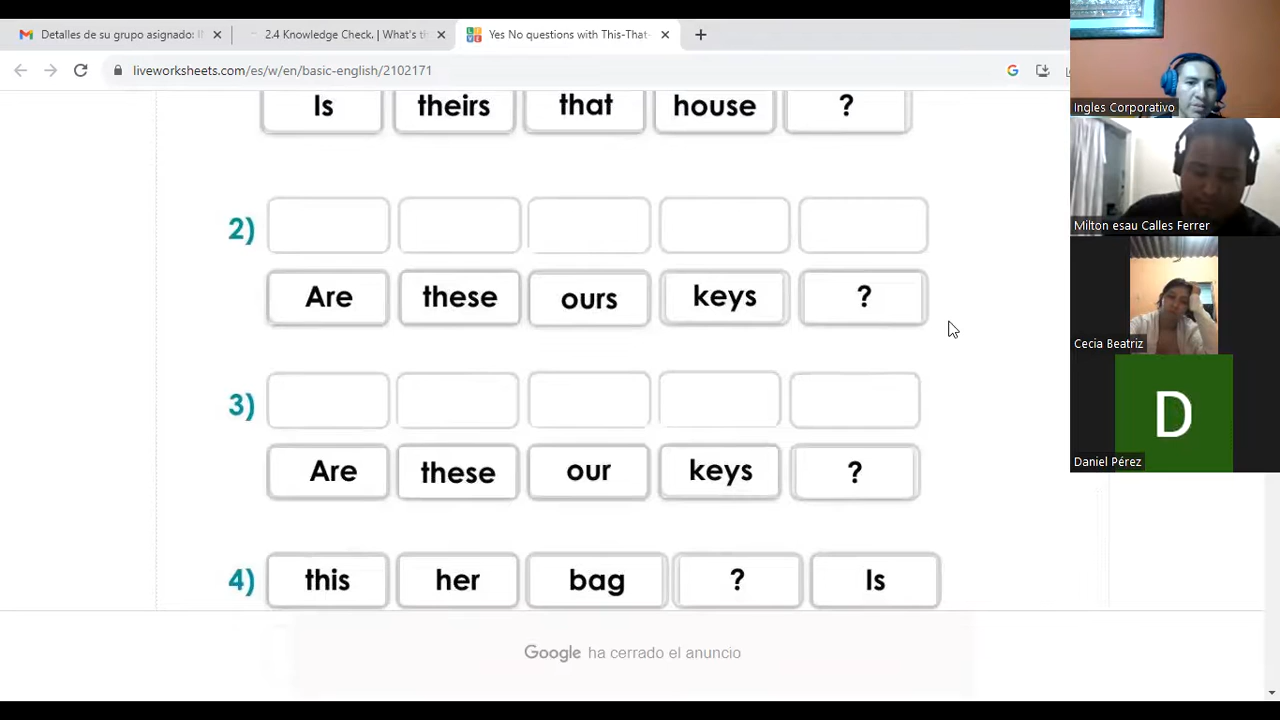 Detalles de su grupo asignado: I
2.4 Knowledge Check. | Whats
Yes No questions with This-That-
liveworksheets.com/es/w/en/basic-english/2102171
Is theirs that house ?
2)
Are these ours keys ?
3)
Are these our keys ?
4) this her bag ? Is
Google ha cerrado el anuncio
Ingles Corporativo
Milton esau Calles Ferrer
Cecia Beatriz
D
Daniel Pérez